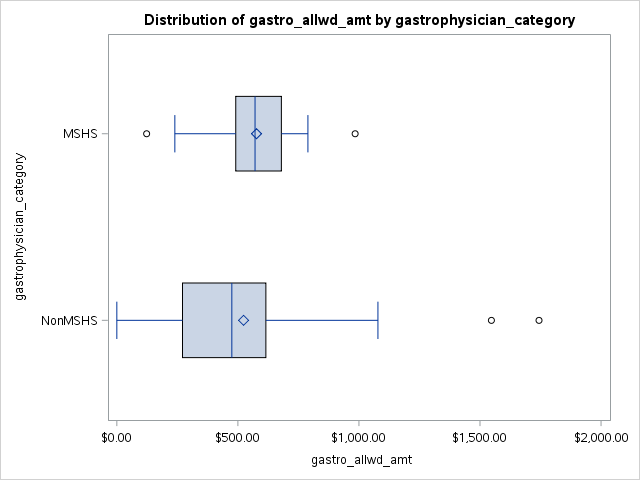 Distribution of gastro_allwd_amt by gastrophysician_category
gastrophysician_category
MSHS
NonMSHS
$0.00
$500.00
$1,000.00
$1,500.00
$2,000.00
gastro_allwd_amt